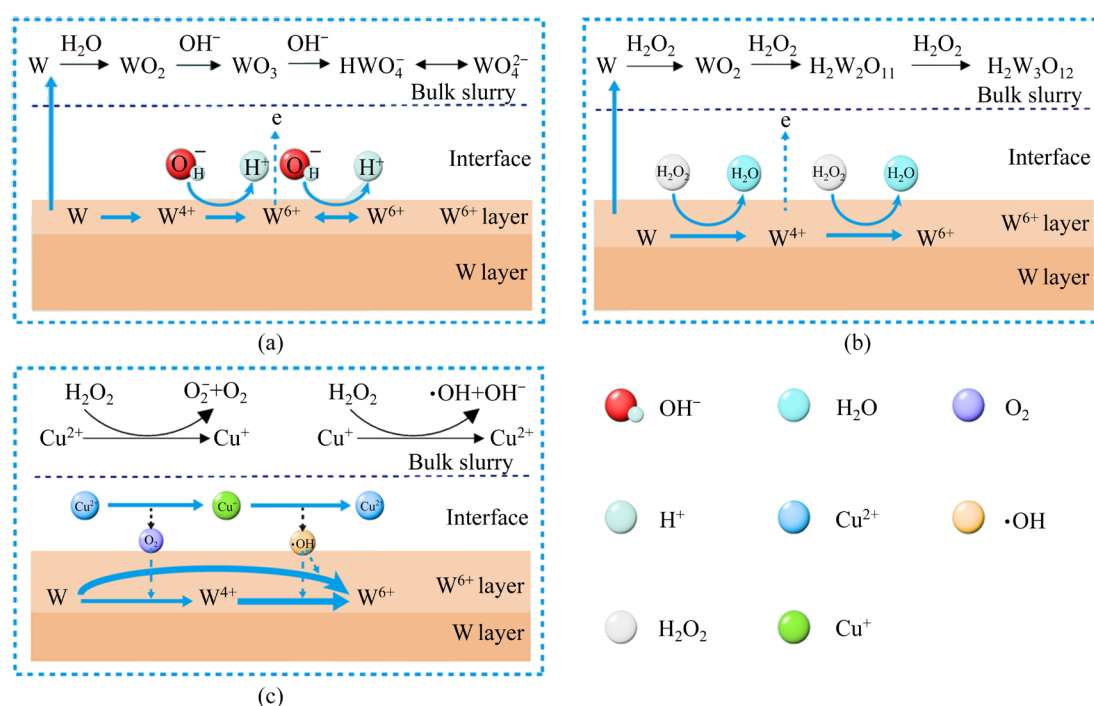 H₂O OH⁻ OH⁻
W WO₂ WO₃ HWO₄⁻ WO₄²⁻
Bulk slurry
e
O H − H⁺ O H − H⁺
Interface
W W⁴⁺ W⁶⁺ W⁶⁺ W⁶⁺ layer
W layer
(a)
H₂O₂ H₂O₂ H₂O₂
W WO₂ H₂W₂O₁₁ H₂W₃O₁₂
Bulk slurry
e
Interface
H₂O₂ H₂O H₂O₂ H₂O
W⁶⁺ layer
W W⁴⁺ W⁶⁺
W layer
(b)
H₂O₂ O₂⁻+O₂ H₂O₂ •OH+OH⁻
Cu²⁺ Cu⁺ Cu⁺ Cu²⁺
Bulk slurry
Cu²⁺ Cu⁺ Cu²⁺
Interface
O₂ •OH
W⁶⁺ layer
W W⁴⁺ W⁶⁺
W layer
(c)
OH⁻ H₂O O₂
H⁺ Cu²⁺ •OH
H₂O₂ Cu⁺